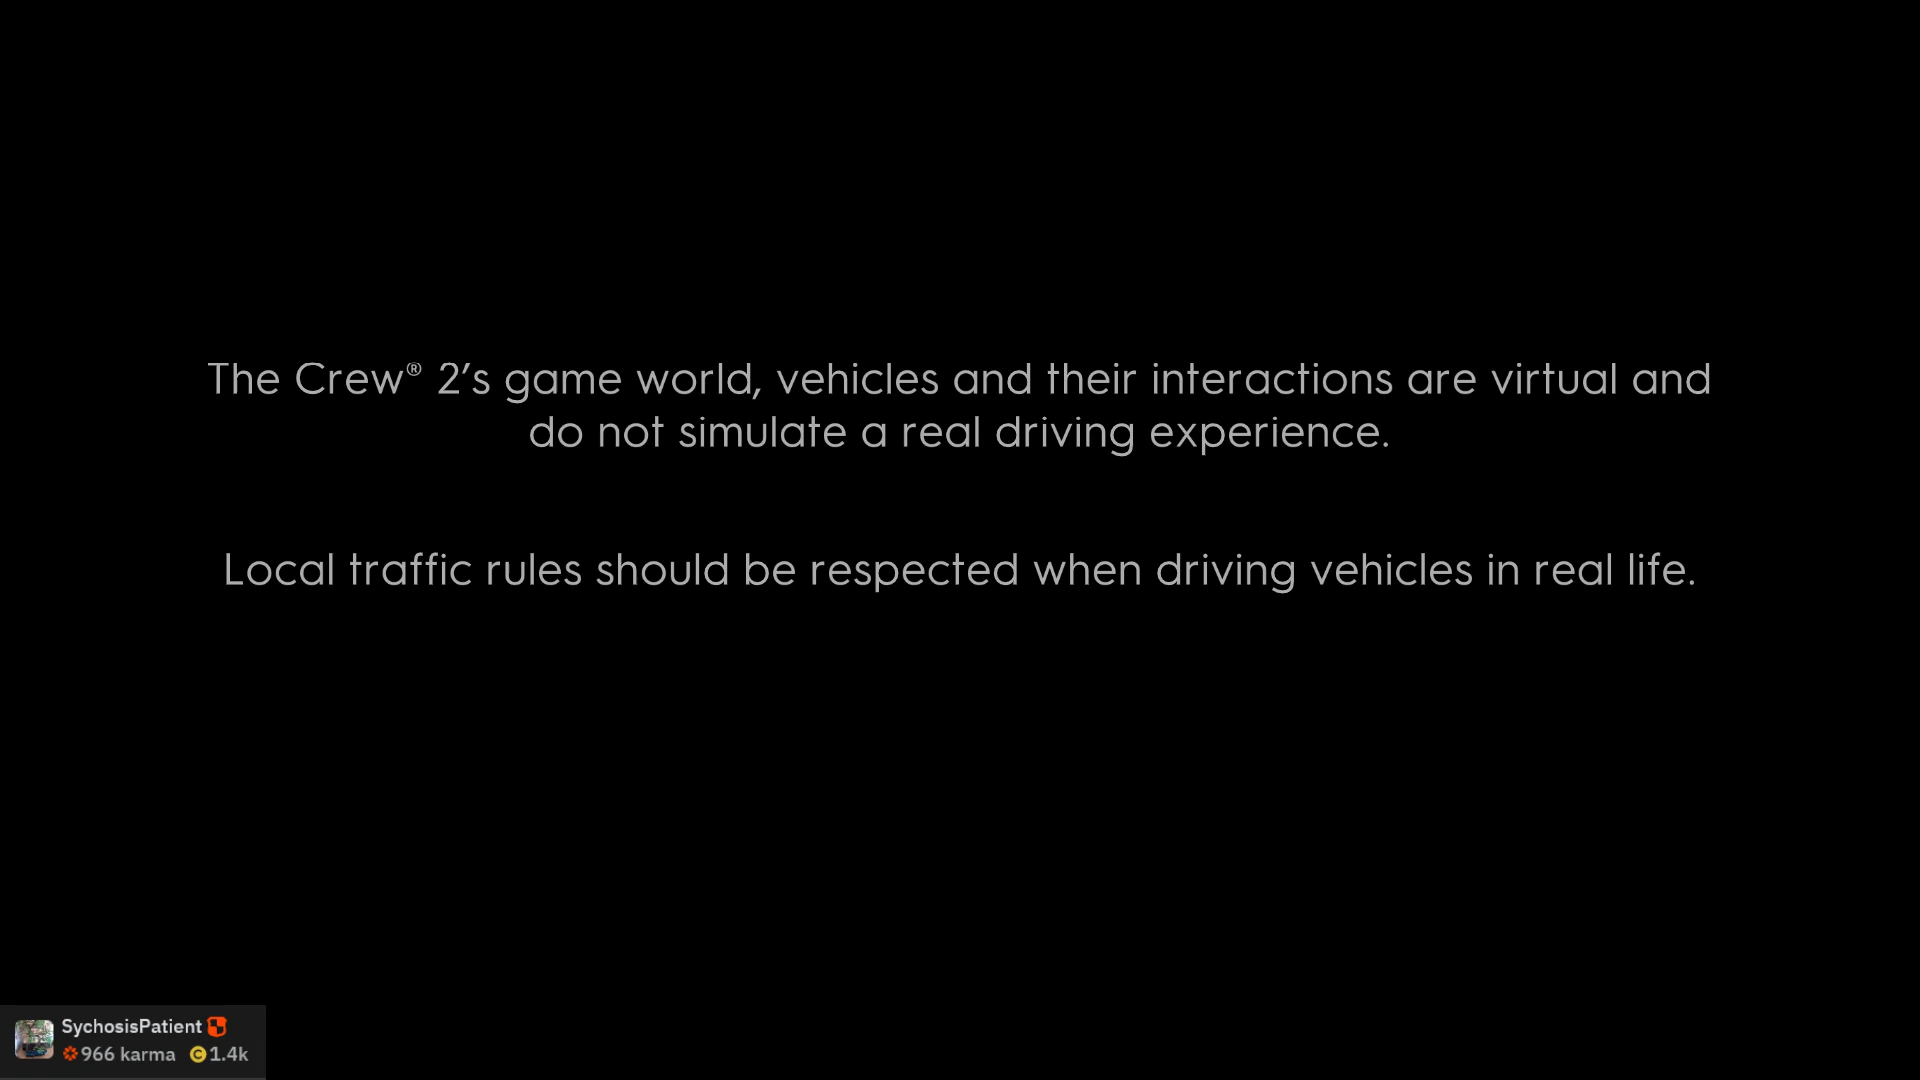 The Crew® 2’s game world, vehicles and their interactions are virtual and
do not simulate a real driving experience.
Local traffic rules should be respected when driving vehicles in real life.
SychosisPatient
966 karma C 1.4k